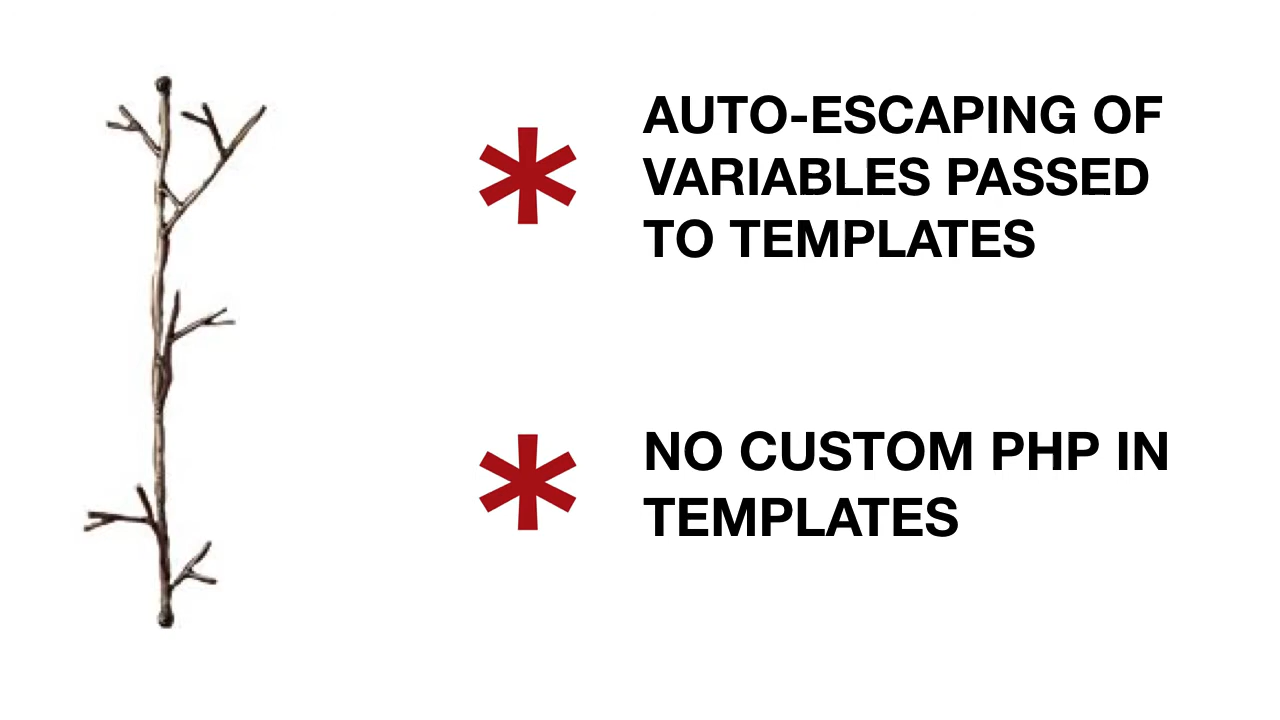 AUTO-ESCAPING OF
VARIABLES PASSED
TO TEMPLATES
NO CUSTOM PHP IN
TEMPLATES